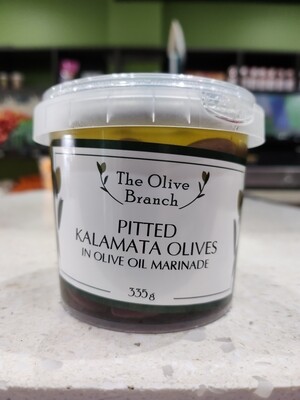 The Olive
Branch
PITTED
KALAMATA OLIVES
IN OLIVE OIL MARINADE
335g